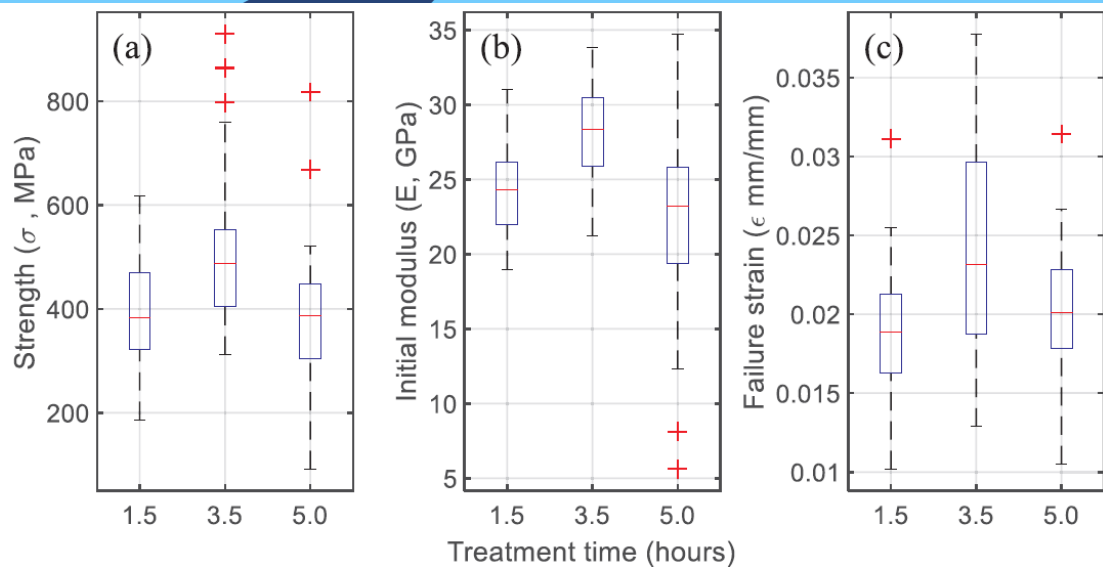 (a)
Strength (σ , MPa)
800
600
400
200
1.5 3.5 5.0
(b)
Initial modulus (E, GPa)
35
30
25
20
15
10
5
1.5 3.5 5.0
(c)
Failure strain (ϵ mm/mm)
0.035
0.03
0.025
0.02
0.015
0.01
1.5 3.5 5.0
Treatment time (hours)